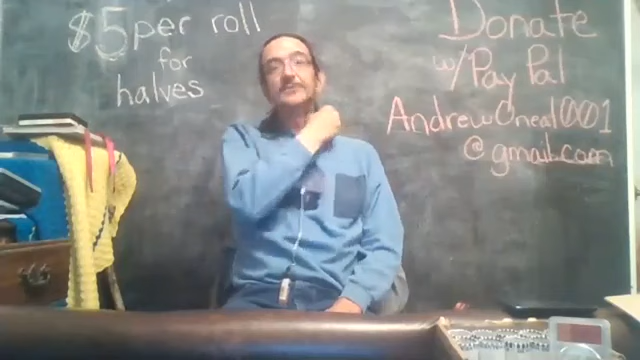 $5 per roll
for
halves
Donate
w/PayPal
AndrewOneal001
@gmail.com